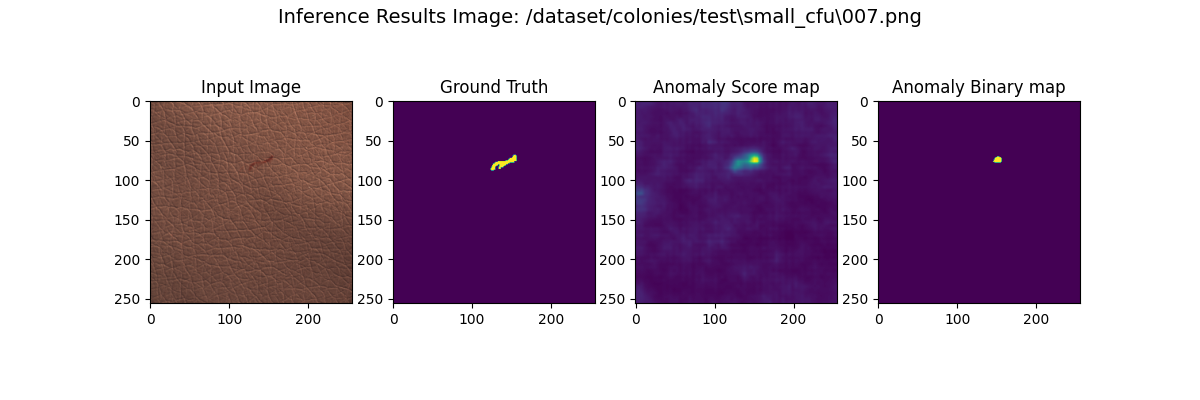 Inference Results Image: /dataset/colonies/test\small_cfu\007.png
Input Image Ground Truth Anomaly Score map Anomaly Binary map
0 0 0 0
50 50 50 50
100 100 100 100
150 150 150 150
200 200 200 200
250 250 250 250
0 100 200 0 100 200 0 100 200 0 100 200